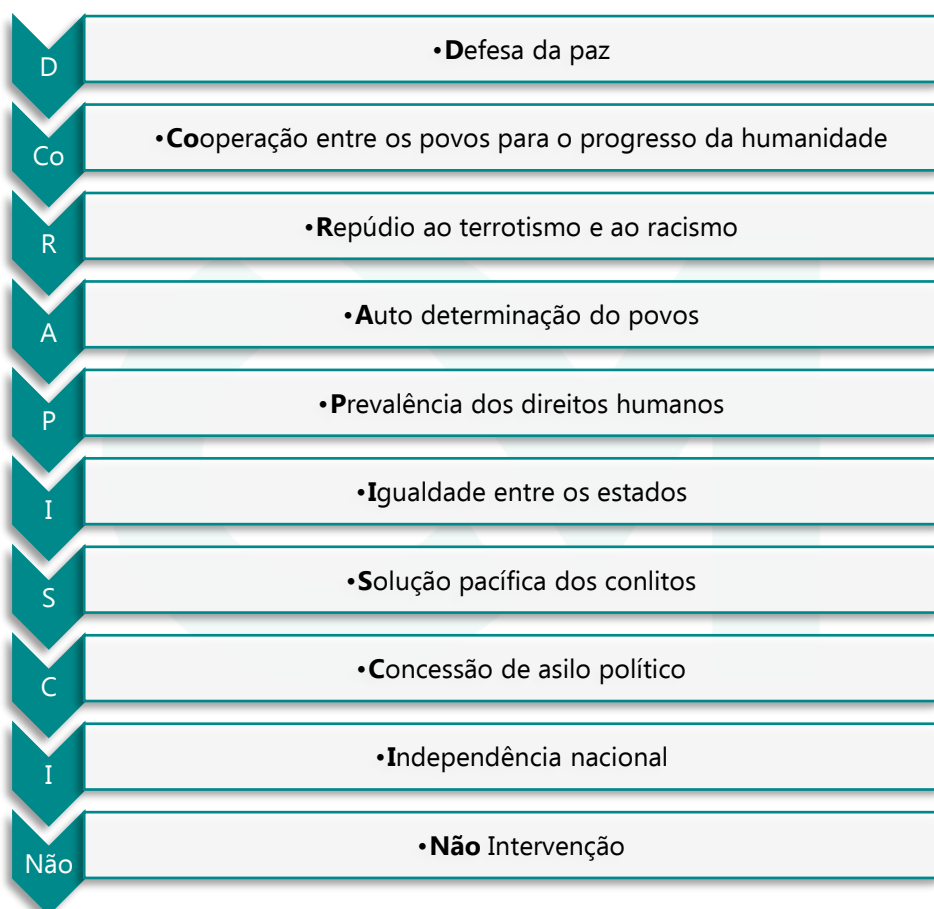 D
•Defesa da paz
Co
•Cooperação entre os povos para o progresso da humanidade
R
•Repúdio ao terrotismo e ao racismo
A
•Auto determinação do povos
P
•Prevalência dos direitos humanos
I
•Igualdade entre os estados
S
•Solução pacífica dos conlitos
C
•Concessão de asilo político
I
•Independência nacional
Não
•Não Intervenção